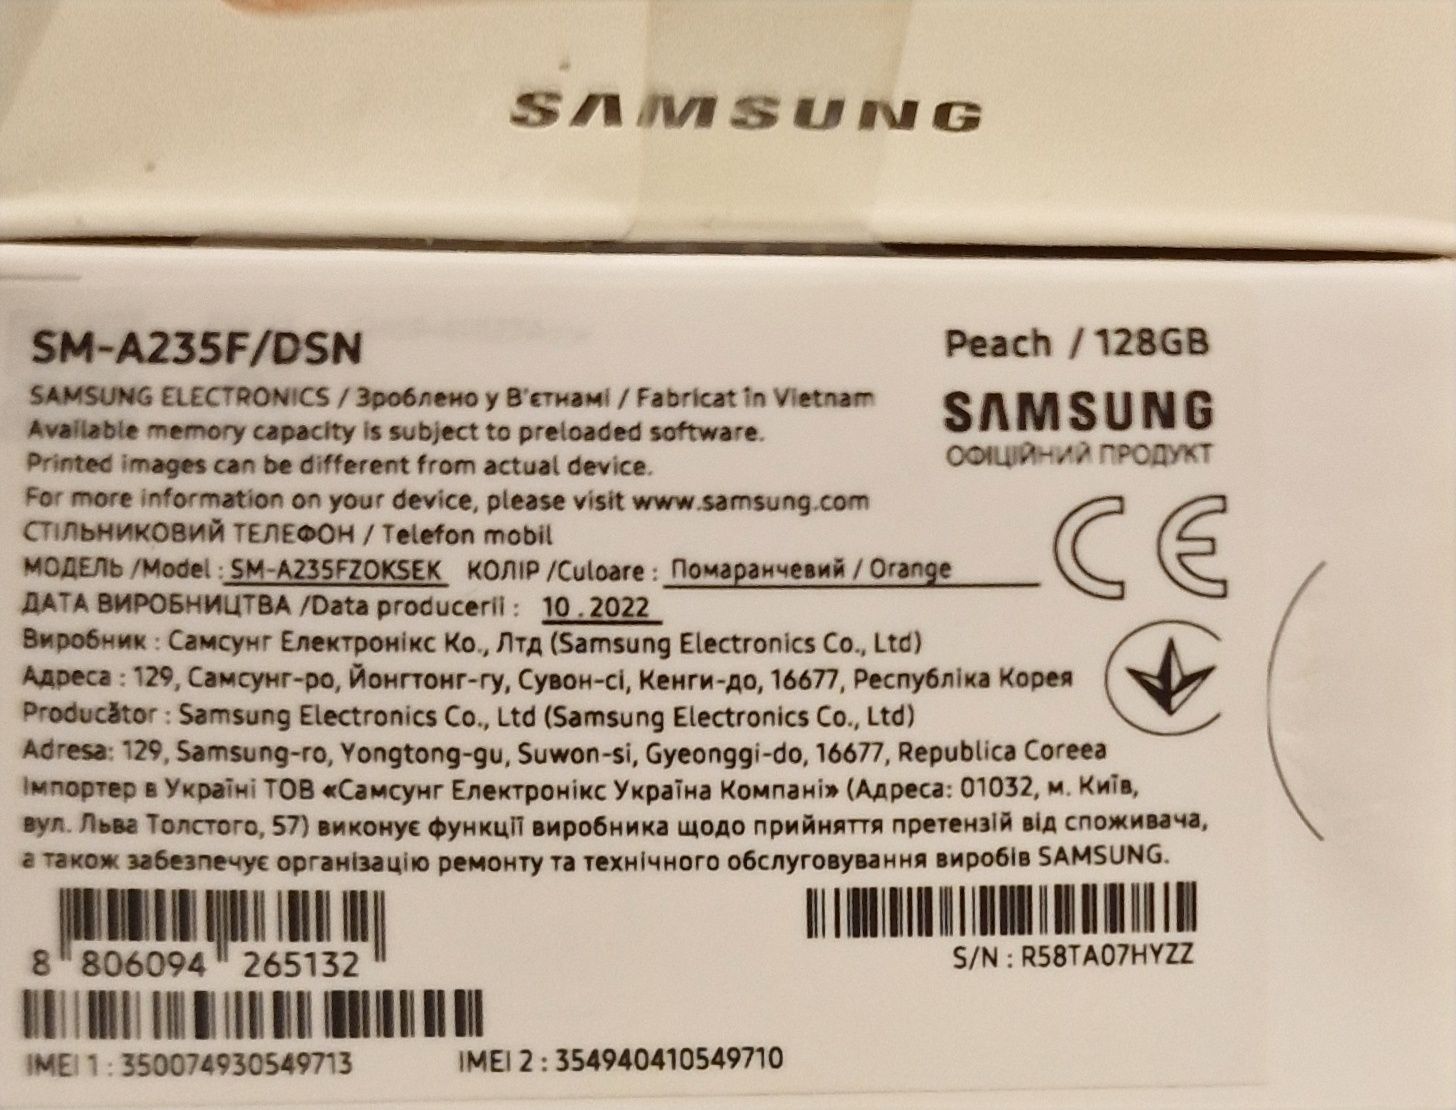 SAMSUNG
SM-A235F/DSN
Peach / 128GB
SAMSUNG ELECTRONICS / Зроблено у В'єтнамі / Fabricat în Vietnam
SAMSUNG
ОФІЦІЙНИЙ ПРОДУКТ
Available memory capacity is subject to preloaded software.
Printed images can be different from actual device.
For more information on your device, please visit www.samsung.com
СТІЛЬНИКОВИЙ ТЕЛЕФОН / Telefon mobil
CE
МОДЕЛЬ /Model : SM-A235FZOKSEK КОЛІР /Culoare : Помаранчевий / Orange
ДАТА ВИРОБНИЦТВА /Data producerii : 10 . 2022
Виробник : Самсунг Електронікс Ко., Лтд (Samsung Electronics Co., Ltd)
Адреса : 129, Самсунг-ро, Йонгтонг-гу, Сувон-сі, Кенги-до, 16677, Республіка Корея
Producător : Samsung Electronics Co., Ltd (Samsung Electronics Co., Ltd)
Adresa: 129, Samsung-ro, Yongtong-gu, Suwon-si, Gyeonggi-do, 16677, Republica Coreea
Імпортер в Україні ТОВ «Самсунг Електронікс Україна Компані» (Адреса: 01032, м. Київ,
вул. Льва Толстого, 57) виконує функції виробника щодо прийняття претензій від споживача,
а також забезпечує організацію ремонту та технічного обслуговування виробів SAMSUNG.
8 806094 265132
S/N : R58TA07HYZZ
IMEI 1 : 350074930549713 IMEI 2 : 354940410549710